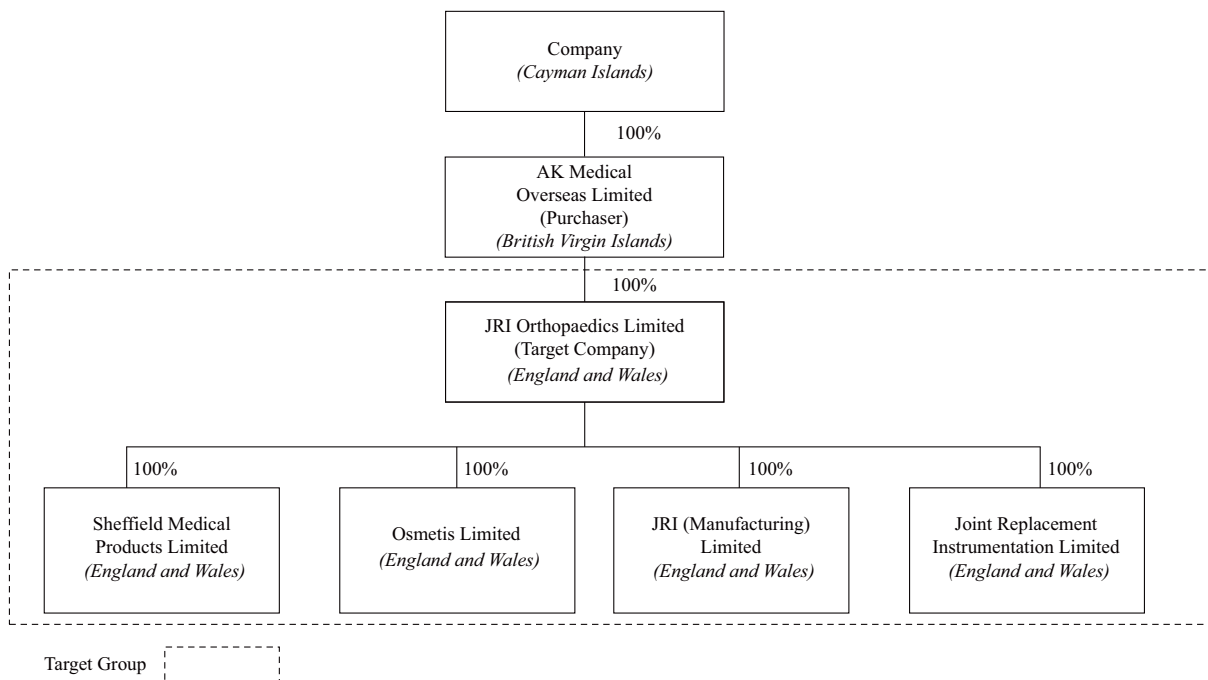 Company
(Cayman Islands)
100%
AK Medical
Overseas Limited
(Purchaser)
(British Virgin Islands)
100%
JRI Orthopaedics Limited
(Target Company)
(England and Wales)
100%
100%
100%
100%
Sheffield Medical
Products Limited
(England and Wales)
Osmetis Limited
(England and Wales)
JRI (Manufacturing)
Limited
(England and Wales)
Joint Replacement
Instrumentation Limited
(England and Wales)
Target Group